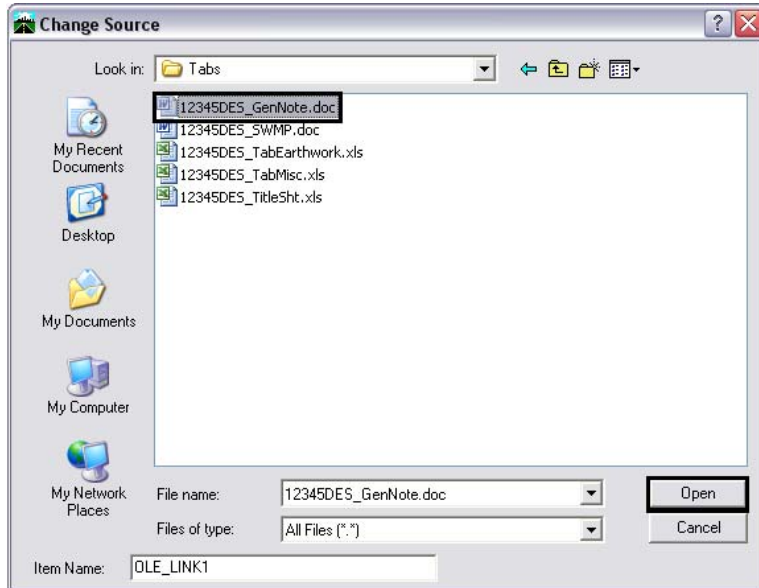 Change Source
Look in: Tabs
My Recent
Documents
Desktop
My Documents
My Computer
My Network
Places
12345DES_GenNote.doc
12345DES_SWMP.doc
12345DES_TabEarthwork.xls
12345DES_TabMisc.xls
12345DES_TitleSht.xls
File name: 12345DES_GenNote.doc Open
Files of type: All Files (*.*) Cancel
Item Name: OLE_LINK1